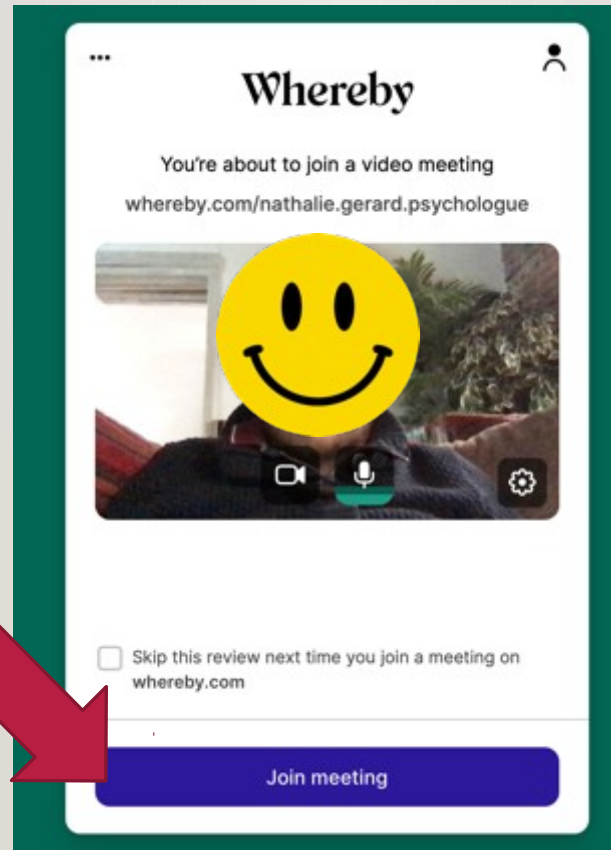 Whereby
You're about to join a video meeting
whereby.com/nathalie.gerard.psychologue
Skip this review next time you join a meeting on
whereby.com
Join meeting